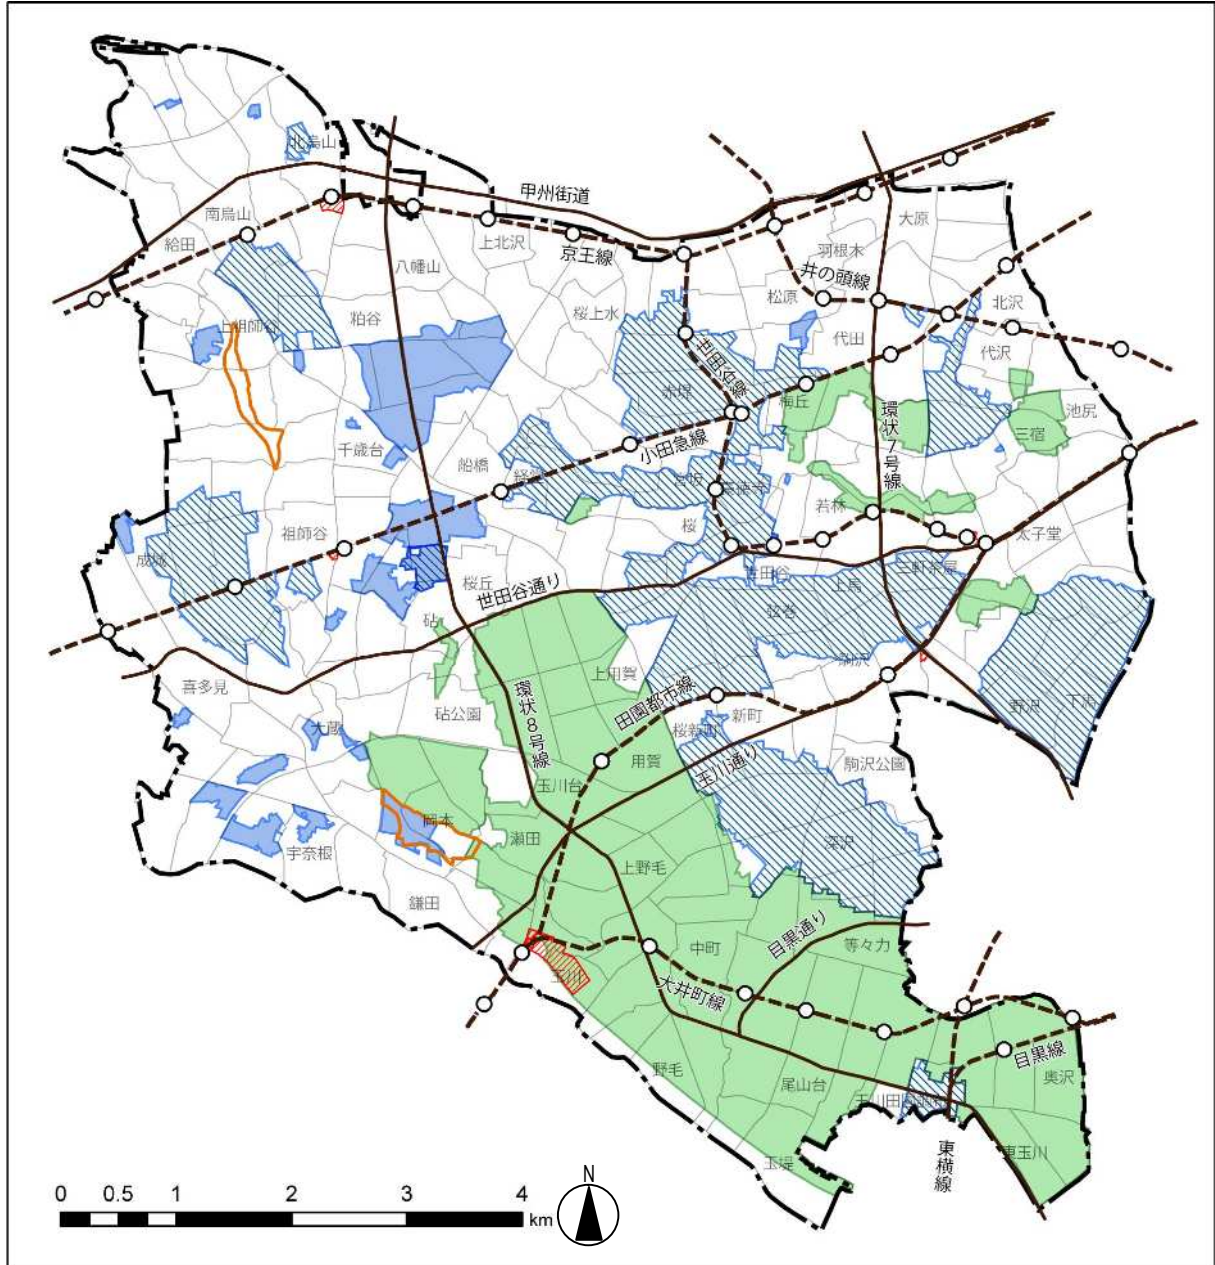 北烏山
甲州街道
大原
南烏山
給田
上北沢
京王線
羽根木
八幡山
井の頭線
松原
北沢
粕谷
桜上水
上祖師谷
代田
世田谷線
代沢
赤堤
梅丘
環状7号線
池尻
三宿
千歳台
小田急線
船橋
経堂
宮坂
豪徳寺
若林
桜
祖師谷
太子堂
成城
三軒茶屋
世田谷
桜丘
上馬
世田谷通り
弦巻
砧
駒沢
上用賀
喜多見
環状8号線
田園都市線
野沢
下馬
砧公園
新町
桜新町
大蔵
用賀
玉川通り
駒沢公園
玉川台
岡本
瀬田
深沢
宇奈根
上野毛
鎌田
目黒通り
中町
等々力
玉川
大井町線
目黒線
野毛
尾山台
奥沢
玉川田園調布
東横線
東玉川
玉堤
N
0 0.5 1 2 3 4
km